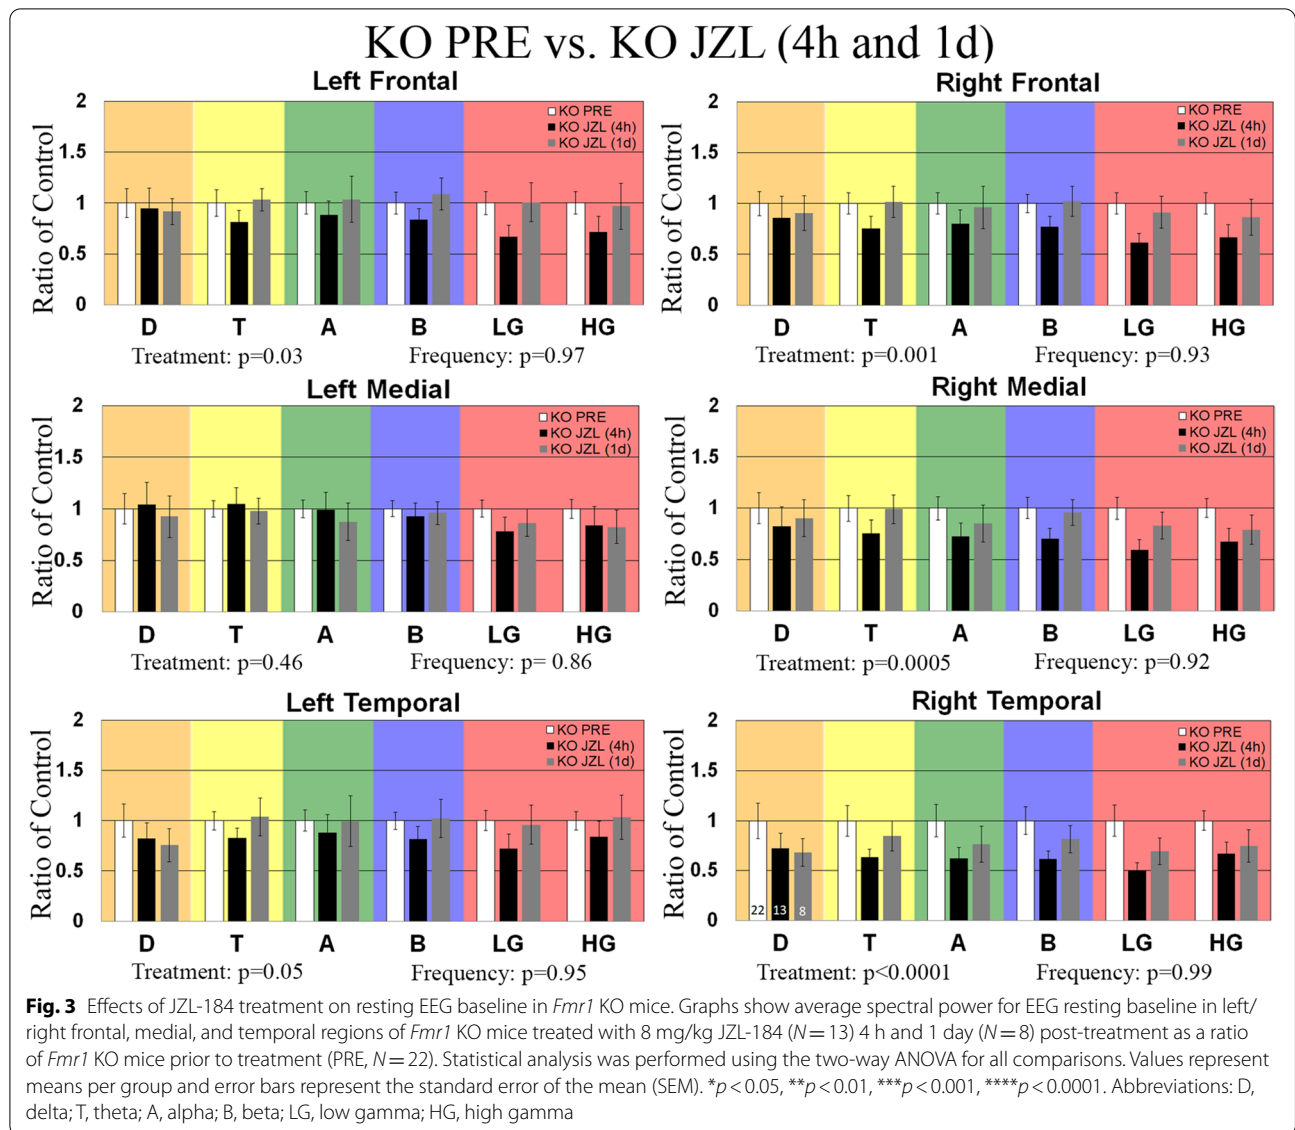 KO PRE vs. KO JZL (4h and 1d)
Left Frontal
Ratio of Control
2
1.5
1
0.5
0
KO PRE
KO JZL (4h)
KO JZL (1d)
D T A B LG HG
Treatment: p=0.03 Frequency: p=0.97
Right Frontal
Ratio of Control
2
1.5
1
0.5
0
KO PRE
KO JZL (4h)
KO JZL (1d)
D T A B LG HG
Treatment: p=0.001 Frequency: p=0.93
Left Medial
Ratio of Control
2
1.5
1
0.5
0
KO PRE
KO JZL (4h)
KO JZL (1d)
D T A B LG HG
Treatment: p=0.46 Frequency: p= 0.86
Right Medial
Ratio of Control
2
1.5
1
0.5
0
KO PRE
KO JZL (4h)
KO JZL (1d)
D T A B LG HG
Treatment: p=0.0005 Frequency: p=0.92
Left Temporal
Ratio of Control
2
1.5
1
0.5
0
KO PRE
KO JZL (4h)
KO JZL (1d)
D T A B LG HG
Treatment: p=0.05 Frequency: p=0.95
Right Temporal
Ratio of Control
2
1.5
1
0.5
0
KO PRE
KO JZL (4h)
KO JZL (1d)
22 13 8
D T A B LG HG
Treatment: p<0.0001 Frequency: p=0.99
Fig. 3 Effects of JZL-184 treatment on resting EEG baseline in Fmr1 KO mice. Graphs show average spectral power for EEG resting baseline in left/
right frontal, medial, and temporal regions of Fmr1 KO mice treated with 8 mg/kg JZL-184 (N = 13) 4 h and 1 day (N = 8) post-treatment as a ratio
of Fmr1 KO mice prior to treatment (PRE, N = 22). Statistical analysis was performed using the two-way ANOVA for all comparisons. Values represent
means per group and error bars represent the standard error of the mean (SEM). *p < 0.05, **p < 0.01, ***p < 0.001, ****p < 0.0001. Abbreviations: D,
delta; T, theta; A, alpha; B, beta; LG, low gamma; HG, high gamma